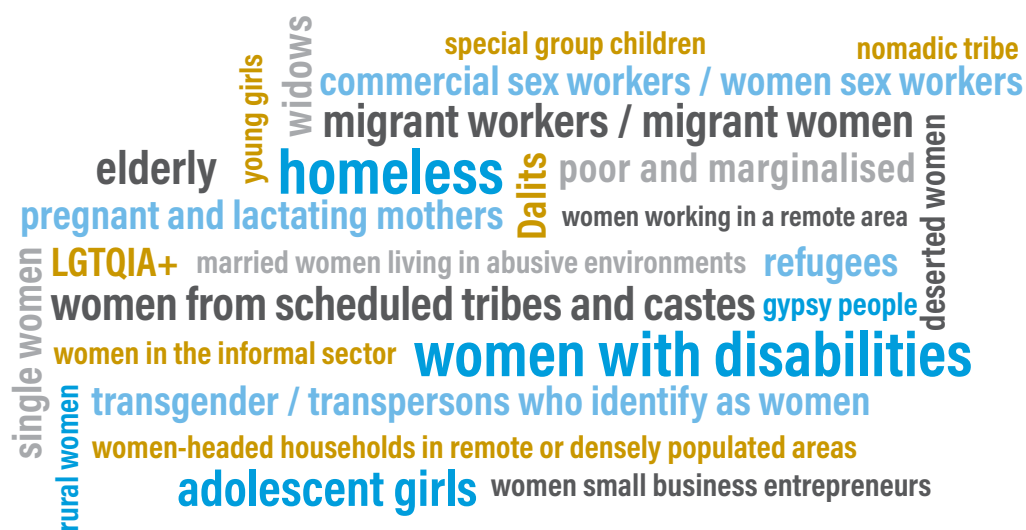 special group children
nomadic tribe
young girls
widows
commercial sex workers / women sex workers
migrant workers / migrant women
elderly
homeless
Dalits
poor and marginalised
deserted women
pregnant and lactating mothers
women working in a remote area
single women
LGTQIA+
married women living in abusive environments
refugees
women from scheduled tribes and castes
gypsy people
women in the informal sector
women with disabilities
rural women
transgender / transpersons who identify as women
women-headed households in remote or densely populated areas
adolescent girls
women small business entrepreneurs